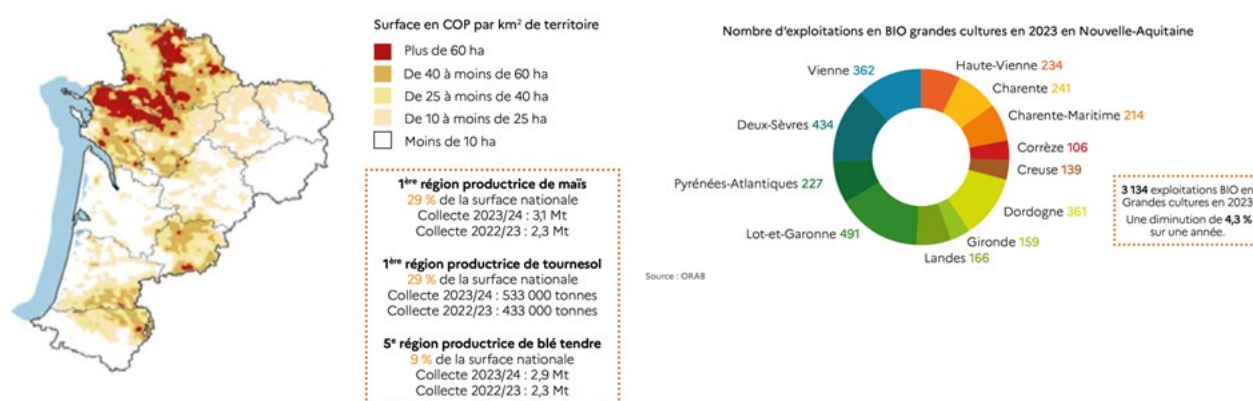 Surface en COP par km² de territoire
Plus de 60 ha
De 40 à moins de 60 ha
De 25 à moins de 40 ha
De 10 à moins de 25 ha
Moins de 10 ha
1ère région productrice de maïs
29 % de la surface nationale
Collecte 2023/24 : 3,1 Mt
Collecte 2022/23 : 2,3 Mt
1ère région productrice de tournesol
29 % de la surface nationale
Collecte 2023/24 : 533 000 tonnes
Collecte 2022/23 : 433 000 tonnes
5e région productrice de blé tendre
9 % de la surface nationale
Collecte 2023/24 : 2,9 Mt
Collecte 2022/23 : 2,3 Mt
Nombre d'exploitations en BIO grandes cultures en 2023 en Nouvelle-Aquitaine
Haute-Vienne 234
Charente 241
Charente-Maritime 214
Corrèze 106
Creuse 139
Dordogne 361
Gironde 159
Landes 166
Lot-et-Garonne 491
Pyrénées-Atlantiques 227
Deux-Sèvres 434
Vienne 362
3 134 exploitations BIO en
Grandes cultures en 2023
Une diminution de 4,3 %
sur une année.
Source : ORAB